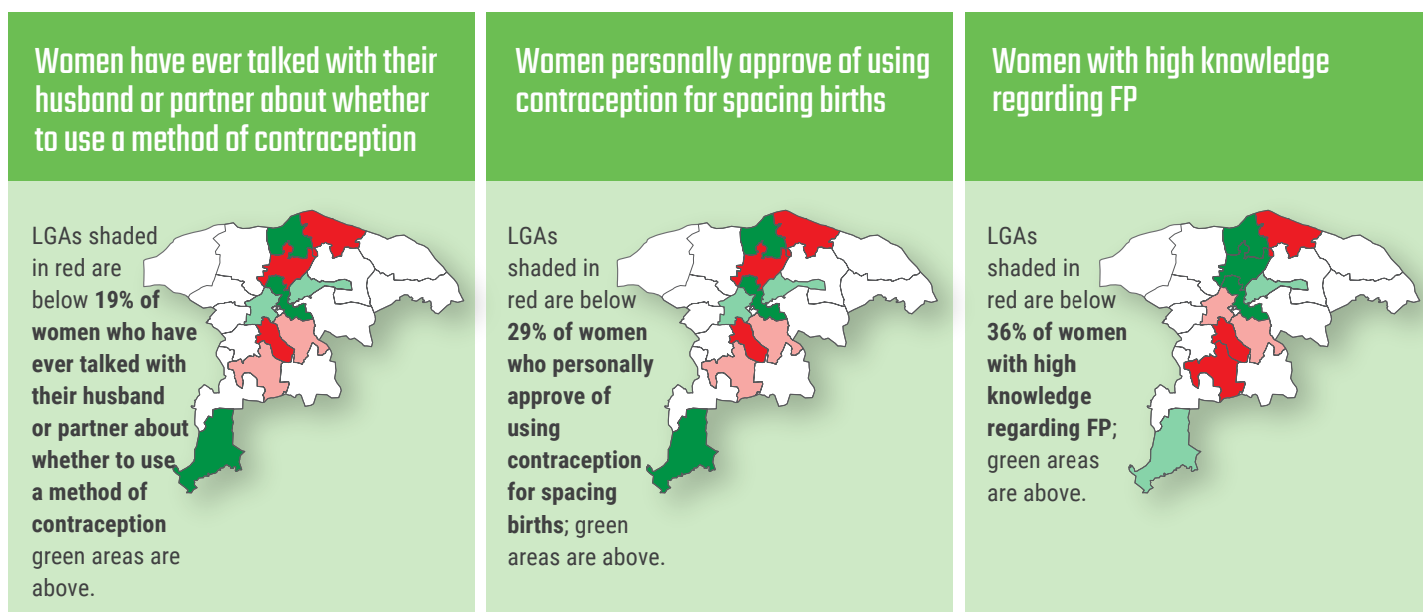 Women have ever talked with their
husband or partner about whether
to use a method of contraception
LGAs shaded
in red are
below 19% of
women who have
ever talked with
their husband
or partner about
whether to use
a method of
contraception
green areas are
above.
Women personally approve of using
contraception for spacing births
LGAs
shaded in
red are below
29% of women
who personally
approve of
using
contraception
for spacing
births; green
areas are above.
Women with high knowledge
regarding FP
LGAs
shaded in
red are below
36% of women
with high
knowledge
regarding FP;
green areas
are above.